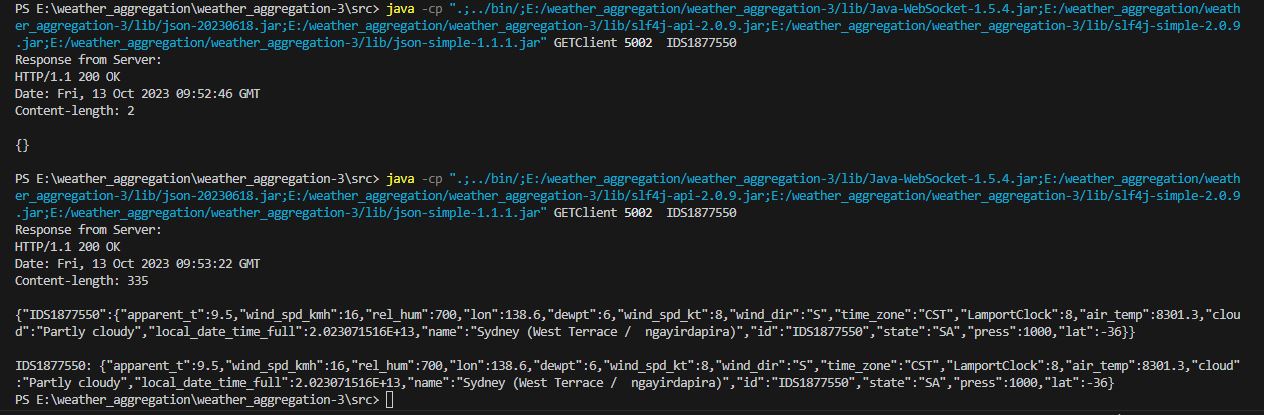 PS E:\weather_aggregation\weather_aggregation-3\src> java -cp ".;../bin/;E:/weather_aggregation/weather_aggregation-3/lib/Java-WebSocket-1.5.4.jar;E:/weather_aggregation/weath
er_aggregation-3/lib/json-20230618.jar;E:/weather_aggregation/weather_aggregation-3/lib/slf4j-api-2.0.9.jar;E:/weather_aggregation/weather_aggregation-3/lib/slf4j-simple-2.0.9
.jar;E:/weather_aggregation/weather_aggregation-3/lib/json-simple-1.1.1.jar" GETClient 5002  IDS1877550
Response from Server:
HTTP/1.1 200 OK
Date: Fri, 13 Oct 2023 09:52:46 GMT
Content-length: 2

{}

PS E:\weather_aggregation\weather_aggregation-3\src> java -cp ".;../bin/;E:/weather_aggregation/weather_aggregation-3/lib/Java-WebSocket-1.5.4.jar;E:/weather_aggregation/weath
er_aggregation-3/lib/json-20230618.jar;E:/weather_aggregation/weather_aggregation-3/lib/slf4j-api-2.0.9.jar;E:/weather_aggregation/weather_aggregation-3/lib/slf4j-simple-2.0.9
.jar;E:/weather_aggregation/weather_aggregation-3/lib/json-simple-1.1.1.jar" GETClient 5002  IDS1877550
Response from Server:
HTTP/1.1 200 OK
Date: Fri, 13 Oct 2023 09:53:22 GMT
Content-length: 335

{"IDS1877550":{"apparent_t":9.5,"wind_spd_kmh":16,"rel_hum":700,"lon":138.6,"dewpt":6,"wind_spd_kt":8,"wind_dir":"S","time_zone":"CST","LamportClock":8,"air_temp":8301.3,"clou
d":"Partly cloudy","local_date_time_full":2.023071516E+13,"name":"Sydney (West Terrace /  ngayirdapira)","id":"IDS1877550","state":"SA","press":1000,"lat":-36}}

IDS1877550: {"apparent_t":9.5,"wind_spd_kmh":16,"rel_hum":700,"lon":138.6,"dewpt":6,"wind_spd_kt":8,"wind_dir":"S","time_zone":"CST","LamportClock":8,"air_temp":8301.3,"cloud"
:"Partly cloudy","local_date_time_full":2.023071516E+13,"name":"Sydney (West Terrace /  ngayirdapira)","id":"IDS1877550","state":"SA","press":1000,"lat":-36}
PS E:\weather_aggregation\weather_aggregation-3\src>